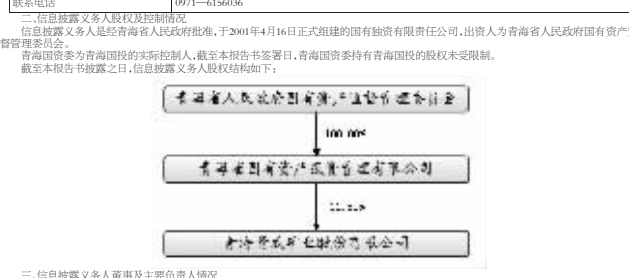 联系电话 0971—6156036
二、信息披露义务人股权及控制情况
信息披露义务人是经青海省人民政府批准,于2001年4月16日正式组建的国有独资有限责任公司,出资人为青海省人民政府国有资产
督管理委员会。
青海国资委为青海国投的实际控制人,截至本报告书签署日,青海国资委持有青海国投的股权未受限制。
截至本报告书披露之日,信息披露义务人股权结构如下:
青海省人民政府国有资产监督管理委员会
100.00%
青海省国有资产投资管理有限公司
青海贤成矿业股份有限公司
三、信息披露义务人董事及主要负责人情况